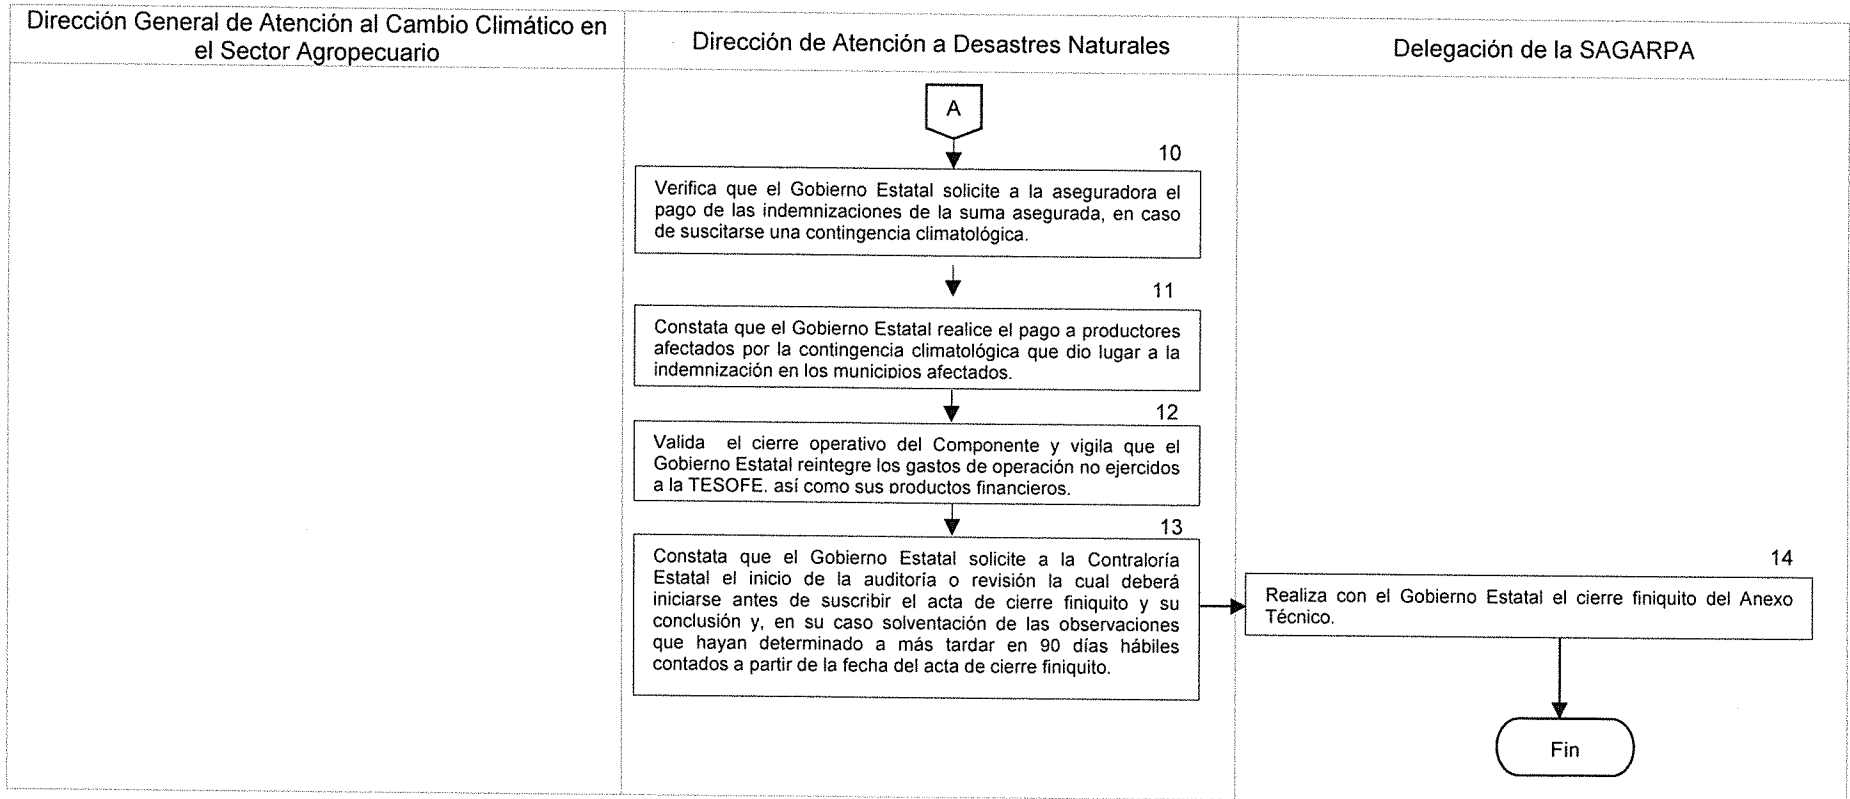 Dirección General de Atención al Cambio Climático en
el Sector Agropecuario
Dirección de Atención a Desastres Naturales
Delegación de la SAGARPA
A
10
Verifica que el Gobierno Estatal solicite a la aseguradora el
pago de las indemnizaciones de la suma asegurada, en caso
de suscitarse una contingencia climatológica.
11
Constata que el Gobierno Estatal realice el pago a productores
afectados por la contingencia climatológica que dio lugar a la
indemnización en los municipios afectados.
12
Valida el cierre operativo del Componente y vigila que el
Gobierno Estatal reintegre los gastos de operación no ejercidos
a la TESOFE, así como sus productos financieros.
13
Constata que el Gobierno Estatal solicite a la Contraloría
Estatal el inicio de la auditoría o revisión la cual deberá
iniciarse antes de suscribir el acta de cierre finiquito y su
conclusión y, en su caso solventación de las observaciones
que hayan determinado a más tardar en 90 días hábiles
contados a partir de la fecha del acta de cierre finiquito.
14
Realiza con el Gobierno Estatal el cierre finiquito del Anexo
Técnico.
Fin